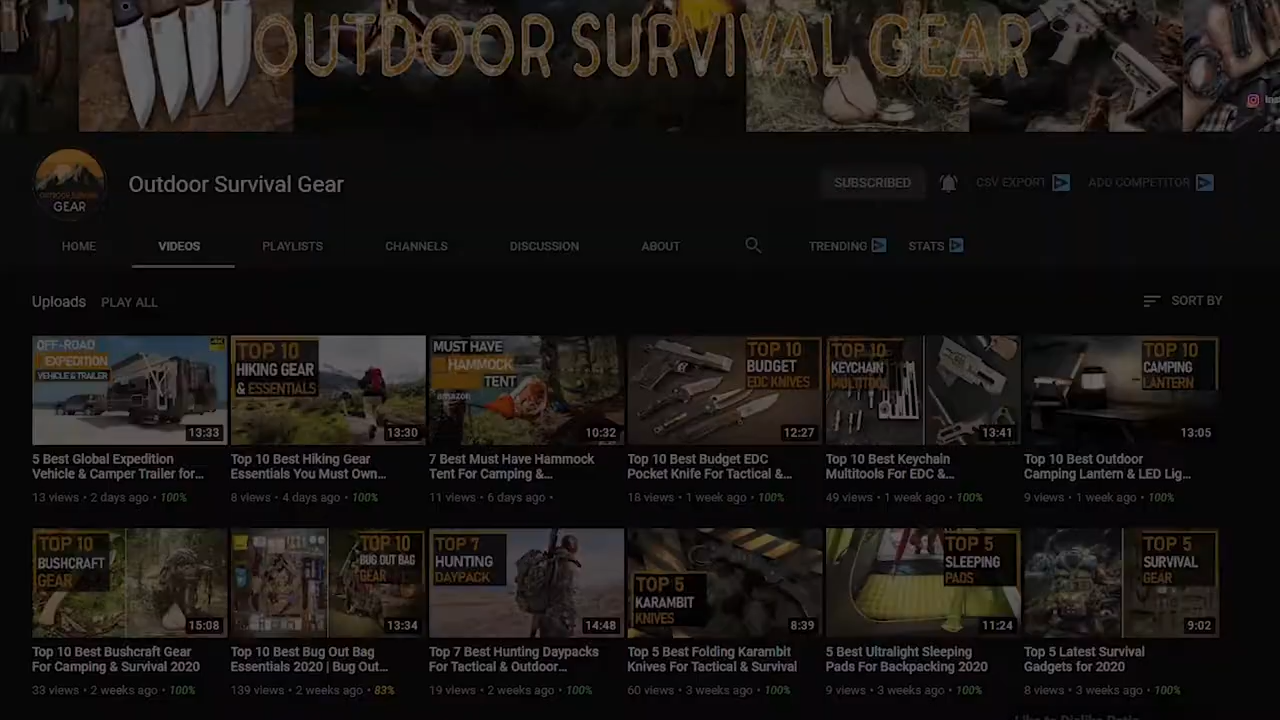 OUTDOOR SURVIVAL GEAR
Outdoor Survival Gear
GEAR
SUBSCRIBED
CSV EXPORT
ADD COMPETITOR
HOME
VIDEOS
PLAYLISTS
CHANNELS
DISCUSSION
ABOUT
TRENDING
STATS
Uploads
PLAY ALL
SORT BY
OFF-ROAD
EXPEDITION
VEHICLE & TRAILER
4K
13:33
TOP 10
HIKING GEAR
& ESSENTIALS
13:30
MUST HAVE
HAMMOCK
TENT
amazon
10:32
TOP 10
BUDGET
EDC KNIVES
12:27
TOP 10
KEYCHAIN
MULTITOOL
13:41
TOP 10
CAMPING
LANTERN
13:05
5 Best Global Expedition
Vehicle & Camper Trailer for...
13 views • 2 days ago • 100%
Top 10 Best Hiking Gear
Essentials You Must Own...
8 views • 4 days ago • 100%
7 Best Must Have Hammock
Tent For Camping &...
11 views • 6 days ago •
Top 10 Best Budget EDC
Pocket Knife For Tactical &...
18 views • 1 week ago • 100%
Top 10 Best Keychain
Multitools For EDC &...
49 views • 1 week ago • 100%
Top 10 Best Outdoor
Camping Lantern & LED Lig...
9 views • 1 week ago • 100%
TOP 10
BUSHCRAFT
GEAR
15:08
TOP 10
BUG OUT BAG
GEAR
13:34
TOP 7
HUNTING
DAYPACK
14:48
TOP 5
KARAMBIT
KNIVES
8:39
TOP 5
SLEEPING
PADS
11:24
TOP 5
SURVIVAL
GEAR
9:02
Top 10 Best Bushcraft Gear
For Camping & Survival 2020
33 views • 2 weeks ago • 100%
Top 10 Best Bug Out Bag
Essentials 2020 | Bug Out...
139 views • 2 weeks ago • 83%
Top 7 Best Hunting Daypacks
For Tactical & Outdoor...
19 views • 2 weeks ago • 100%
Top 5 Best Folding Karambit
Knives For Tactical & Survival
60 views • 3 weeks ago • 100%
5 Best Ultralight Sleeping
Pads For Backpacking 2020
9 views • 3 weeks ago • 100%
Top 5 Latest Survival
Gadgets for 2020
8 views • 3 weeks ago • 100%